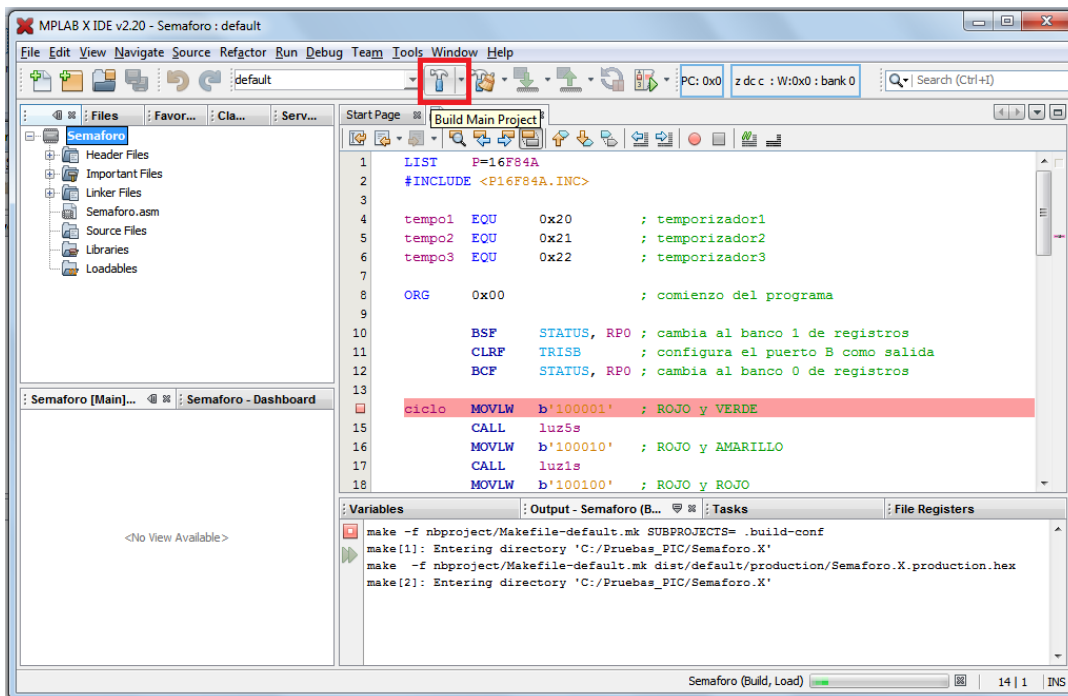 MPLAB X IDE v2.20 - Semaforo : default
File Edit View Navigate Source Refactor Run Debug Team Tools Window Help
default PC: 0x0 z dc c : W:0x0 : bank 0 Search (Ctrl+I)
Files Favor... Cla... Serv...
Start Page
Build Main Project
Semaforo
Header Files
Important Files
Linker Files
Semaforo.asm
Source Files
Libraries
Loadables
1 LIST P=16F84A
2 #INCLUDE <P16F84A.INC>
3
4 tempo1 EQU 0x20 ; temporizador1
5 tempo2 EQU 0x21 ; temporizador2
6 tempo3 EQU 0x22 ; temporizador3
7
8 ORG 0x00 ; comienzo del programa
9
10 BSF STATUS, RP0 ; cambia al banco 1 de registros
11 CLRF TRISB ; configura el puerto B como salida
12 BCF STATUS, RP0 ; cambia al banco 0 de registros
13
ciclo MOVLW b'100001' ; ROJO y VERDE
15 CALL luz5s
16 MOVLW b'100010' ; ROJO y AMARILLO
17 CALL luz1s
18 MOVLW b'100100' ; ROJO y ROJO
Semaforo [Main]... Semaforo - Dashboard
<No View Available>
Variables Output - Semaforo (B... Tasks File Registers
make -f nbproject/Makefile-default.mk SUBPROJECTS= .build-conf
make[1]: Entering directory 'C:/Pruebas_PIC/Semaforo.X'
make -f nbproject/Makefile-default.mk dist/default/production/Semaforo.X.production.hex
make[2]: Entering directory 'C:/Pruebas_PIC/Semaforo.X'
Semaforo (Build, Load) 14 | 1 INS